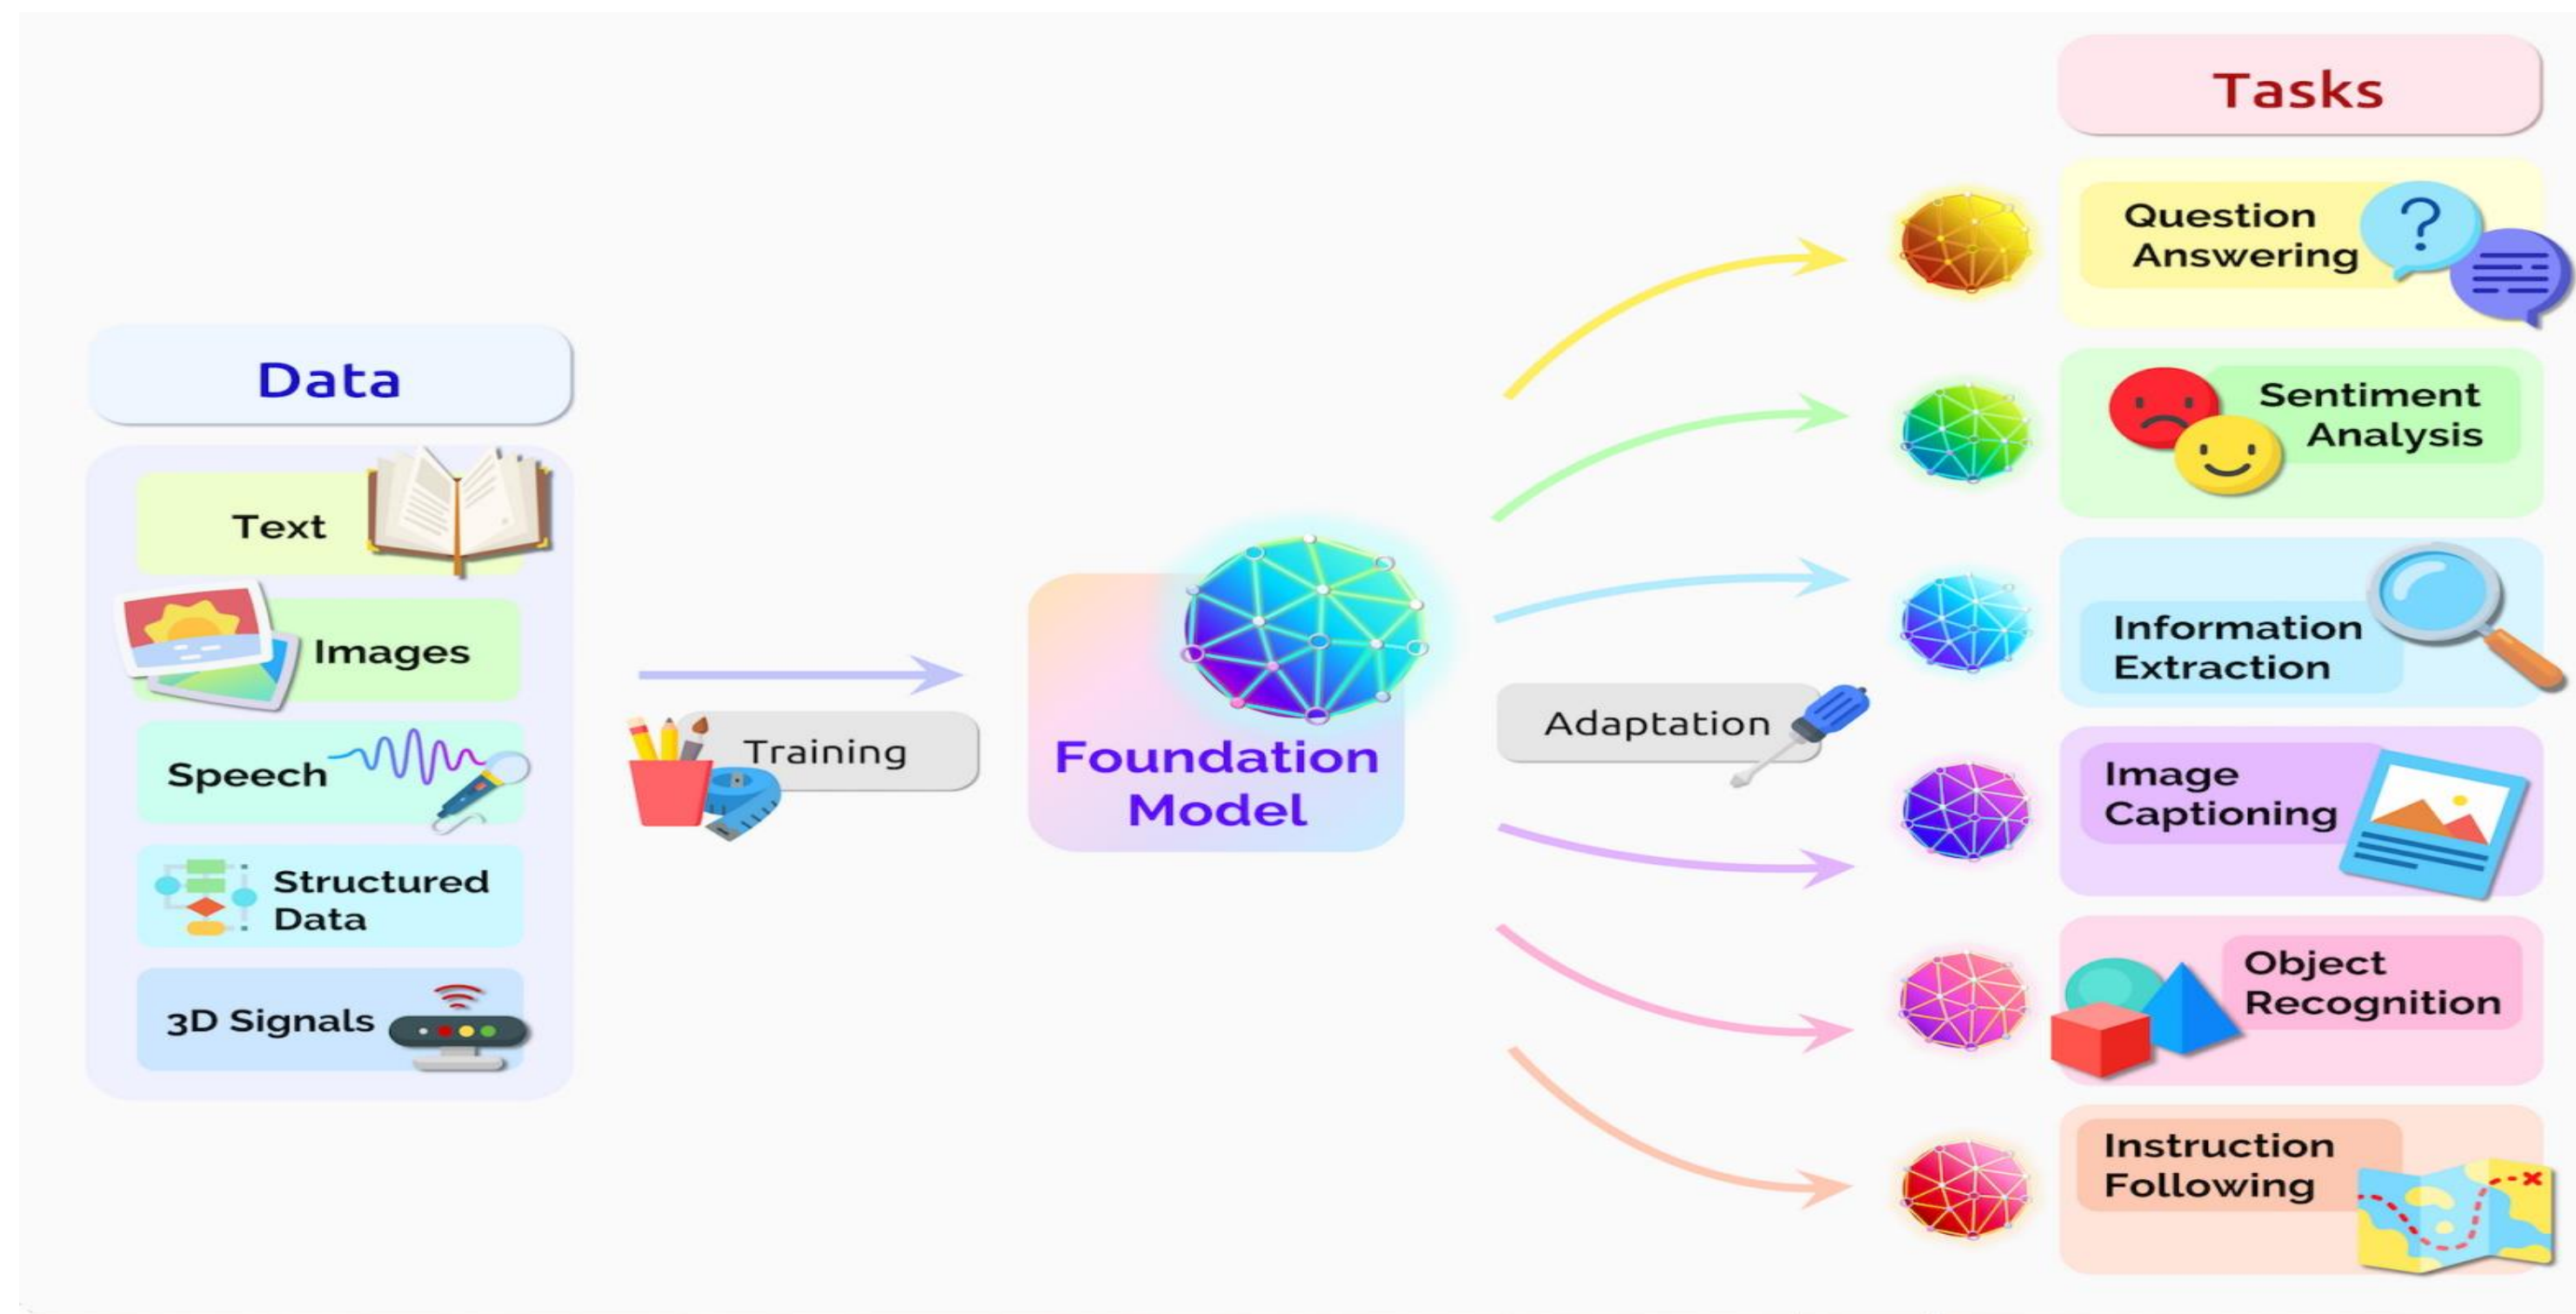 Data
Text
Images
Speech
Structured
Data
3D Signals
Training
Foundation
Model
Adaptation
Tasks
Question
Answering
?
Sentiment
Analysis
Information
Extraction
Image
Captioning
Object
Recognition
Instruction
Following